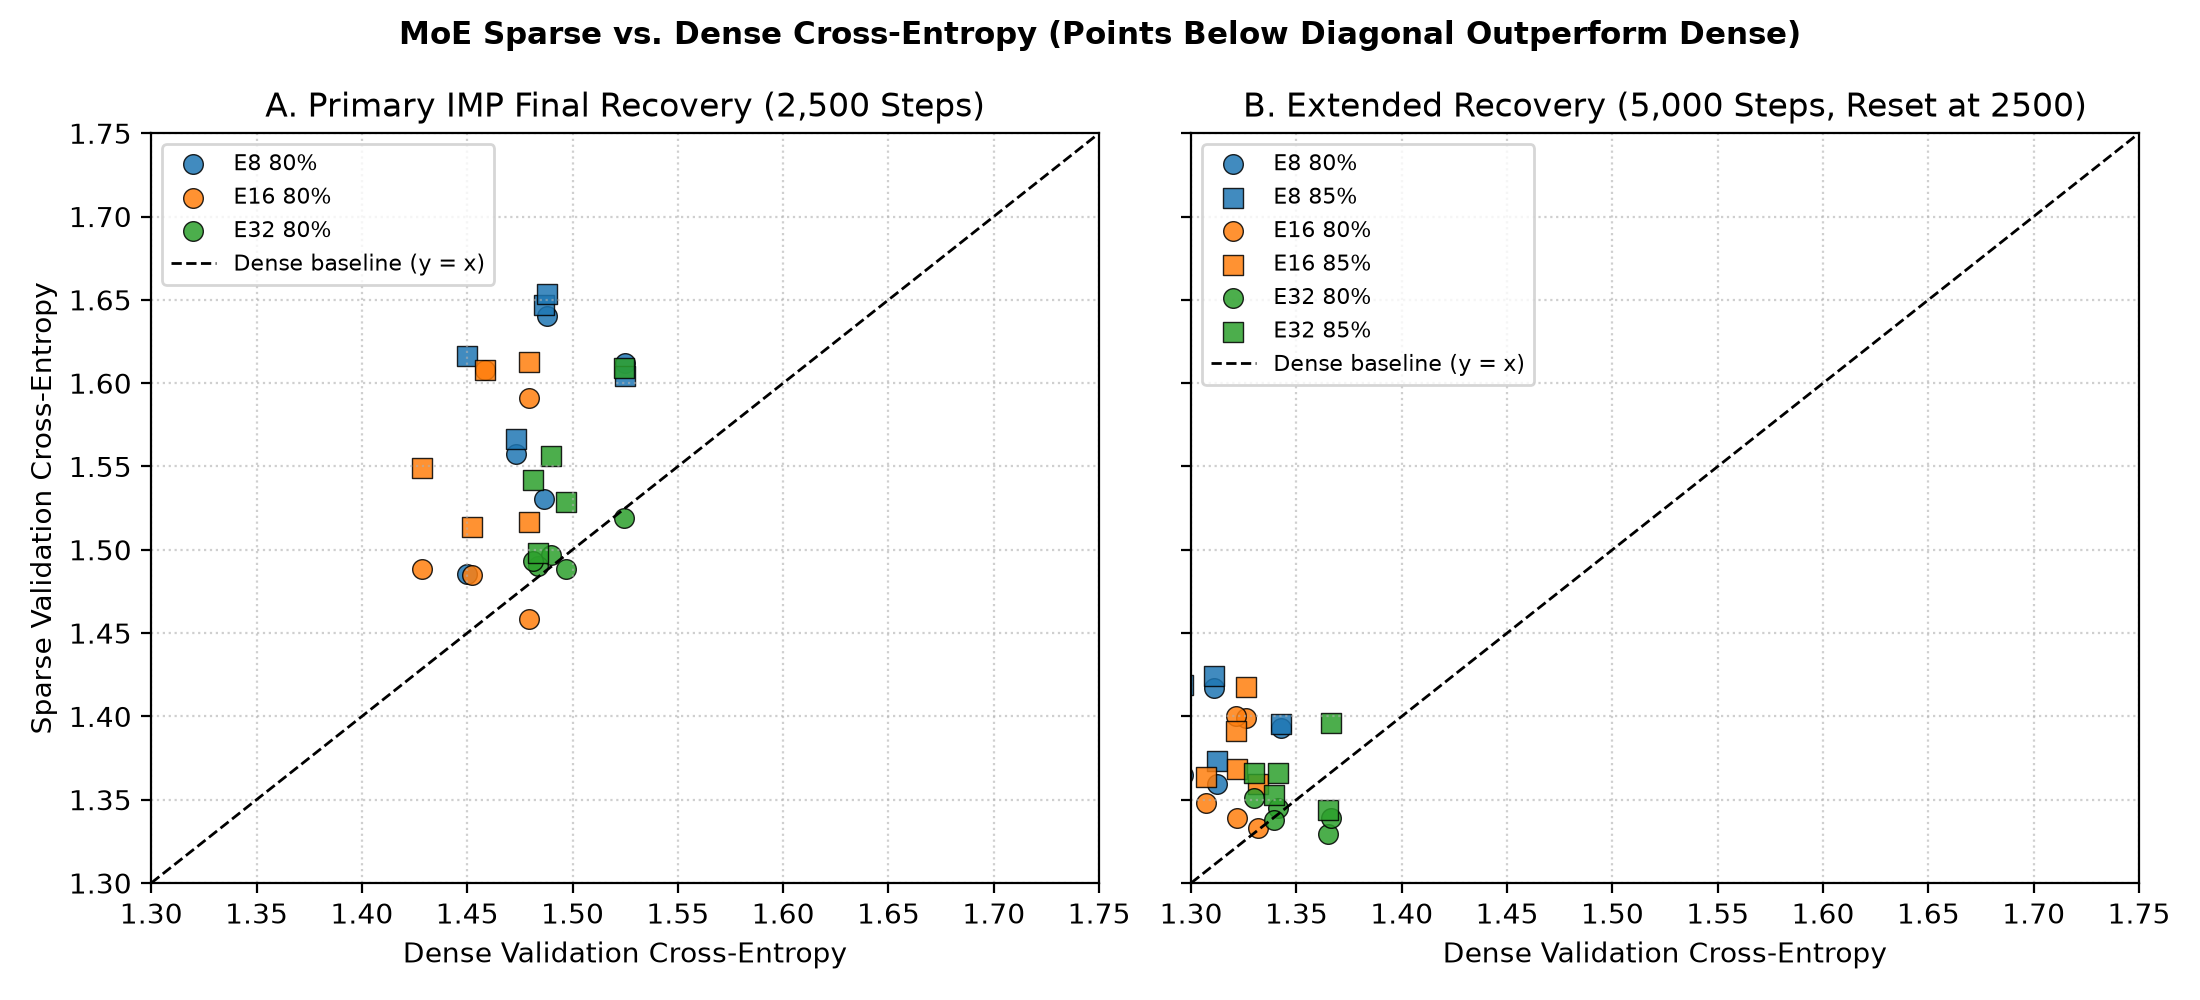 MoE Sparse vs. Dense Cross-Entropy (Points Below Diagonal Outperform Dense)
A. Primary IMP Final Recovery (2,500 Steps)
E8 80%
E16 80%
E32 80%
Dense baseline (y = x)
Sparse Validation Cross-Entropy
1.75
1.70
1.65
1.60
1.55
1.50
1.45
1.40
1.35
1.30
1.30 1.35 1.40 1.45 1.50 1.55 1.60 1.65 1.70 1.75
Dense Validation Cross-Entropy
B. Extended Recovery (5,000 Steps, Reset at 2500)
E8 80%
E8 85%
E16 80%
E16 85%
E32 80%
E32 85%
Dense baseline (y = x)
1.30 1.35 1.40 1.45 1.50 1.55 1.60 1.65 1.70 1.75
Dense Validation Cross-Entropy